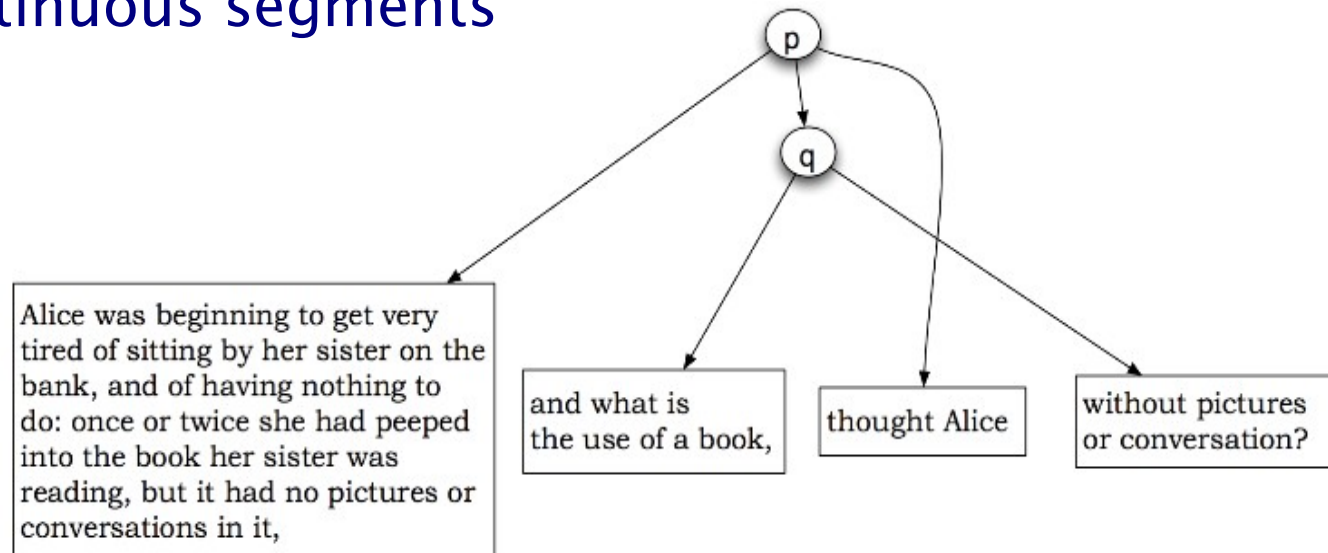 tinuous segments
p
q
Alice was beginning to get very
tired of sitting by her sister on the
bank, and of having nothing to
do: once or twice she had peeped
into the book her sister was
reading, but it had no pictures or
conversations in it,
and what is
the use of a book,
thought Alice
without pictures
or conversation?